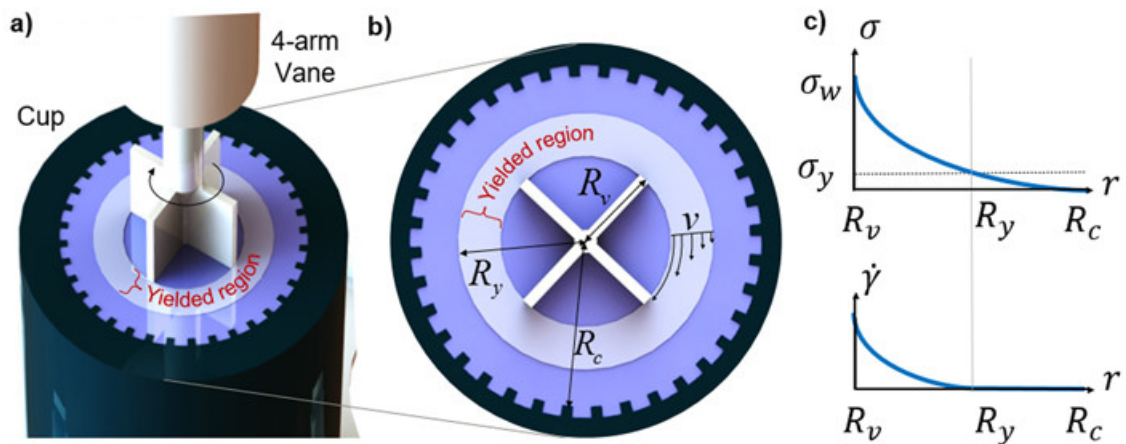 a)
4-arm
Vane
Cup
Yielded region
b)
Yielded region
R_v
v
R_y
R_c
c)
σ
σ_w
σ_y
r
R_v R_y R_c
γ̇
r
R_v R_y R_c